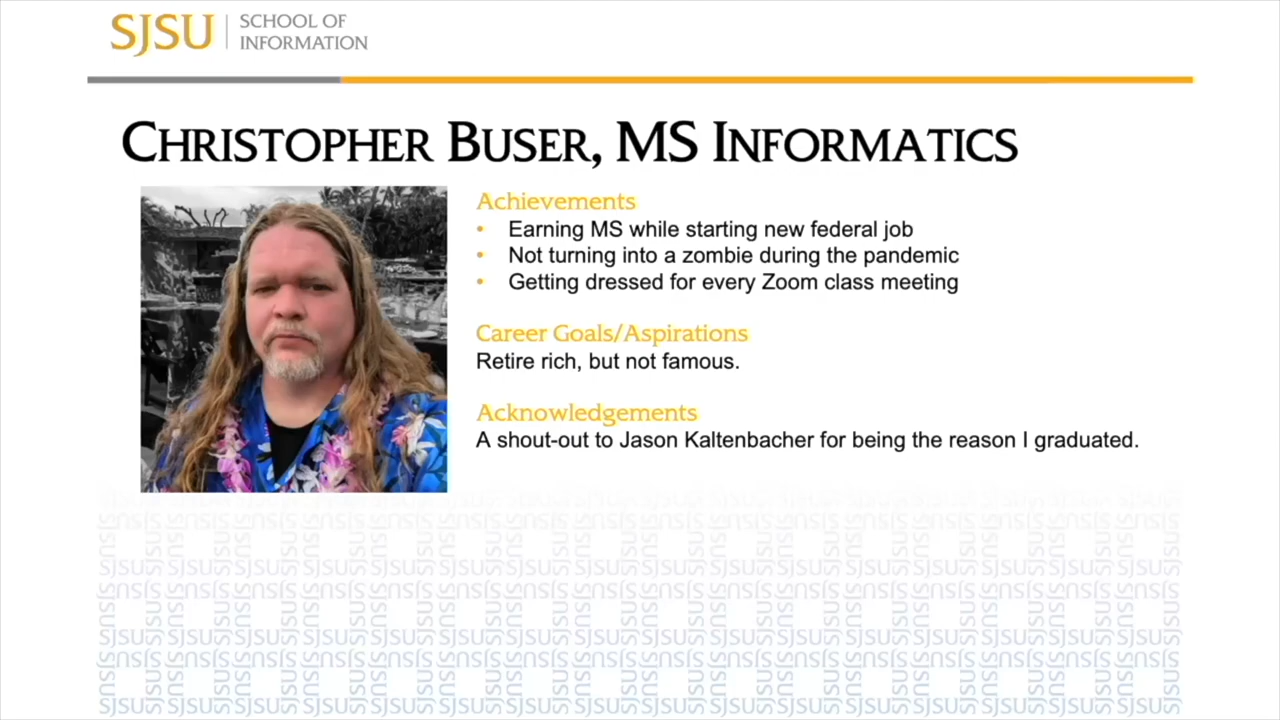 SJSU | SCHOOL OF
INFORMATION
CHRISTOPHER BUSER, MS INFORMATICS
Achievements
• Earning MS while starting new federal job
• Not turning into a zombie during the pandemic
• Getting dressed for every Zoom class meeting
Career Goals/Aspirations
Retire rich, but not famous.
Acknowledgements
A shout-out to Jason Kaltenbacher for being the reason I graduated.